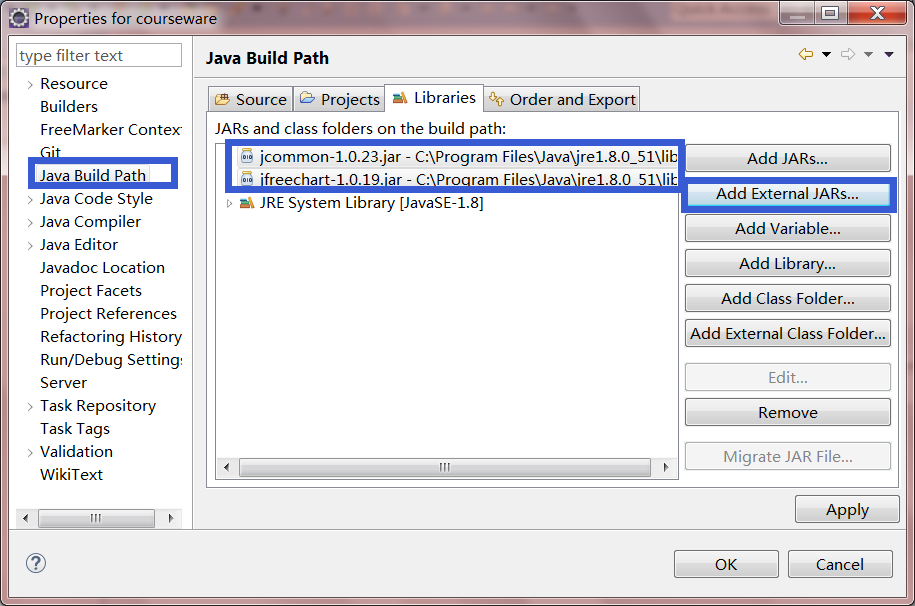 Properties for courseware
type filter text
Resource
Builders
FreeMarker Context
Git
Java Build Path
Java Code Style
Java Compiler
Java Editor
Javadoc Location
Project Facets
Project References
Refactoring History
Run/Debug Settings
Server
Task Repository
Task Tags
Validation
WikiText
Java Build Path
Source
Projects
Libraries
Order and Export
JARs and class folders on the build path:
jcommon-1.0.23.jar - C:\Program Files\Java\jre1.8.0_51\lib
jfreechart-1.0.19.jar - C:\Program Files\Java\jre1.8.0_51\lib
JRE System Library [JavaSE-1.8]
Add JARs...
Add External JARs...
Add Variable...
Add Library...
Add Class Folder...
Add External Class Folder...
Edit...
Remove
Migrate JAR File...
Apply
OK
Cancel